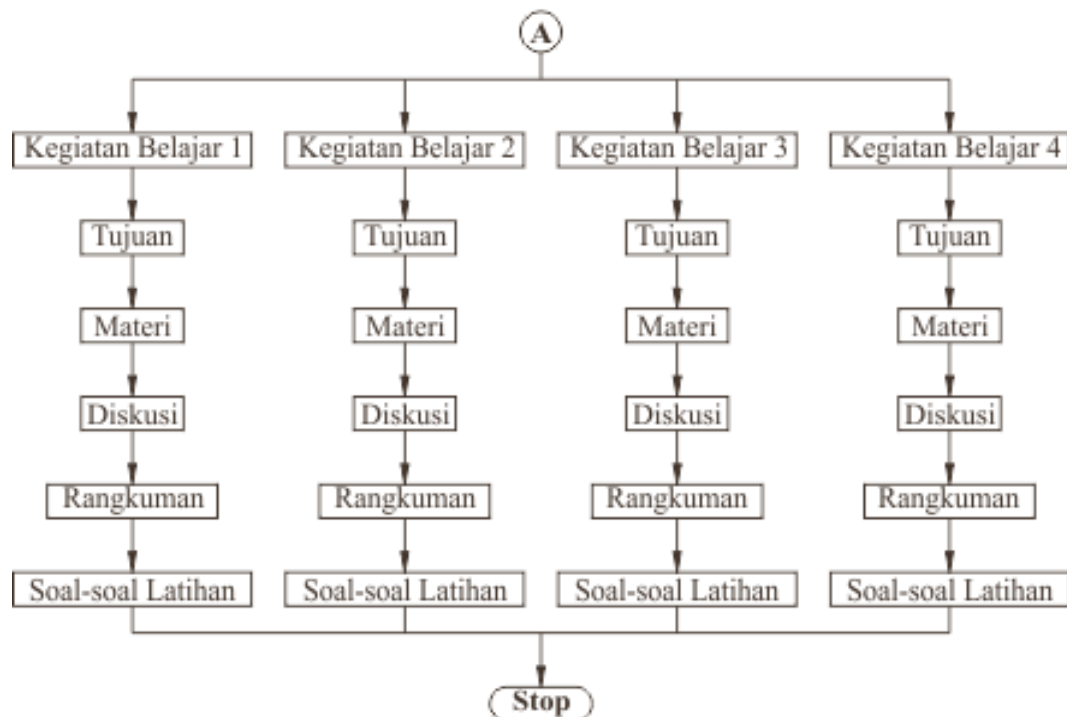 A
Kegiatan Belajar 1
Kegiatan Belajar 2
Kegiatan Belajar 3
Kegiatan Belajar 4
Tujuan
Tujuan
Tujuan
Tujuan
Materi
Materi
Materi
Materi
Diskusi
Diskusi
Diskusi
Diskusi
Rangkuman
Rangkuman
Rangkuman
Rangkuman
Soal-soal Latihan
Soal-soal Latihan
Soal-soal Latihan
Soal-soal Latihan
Stop